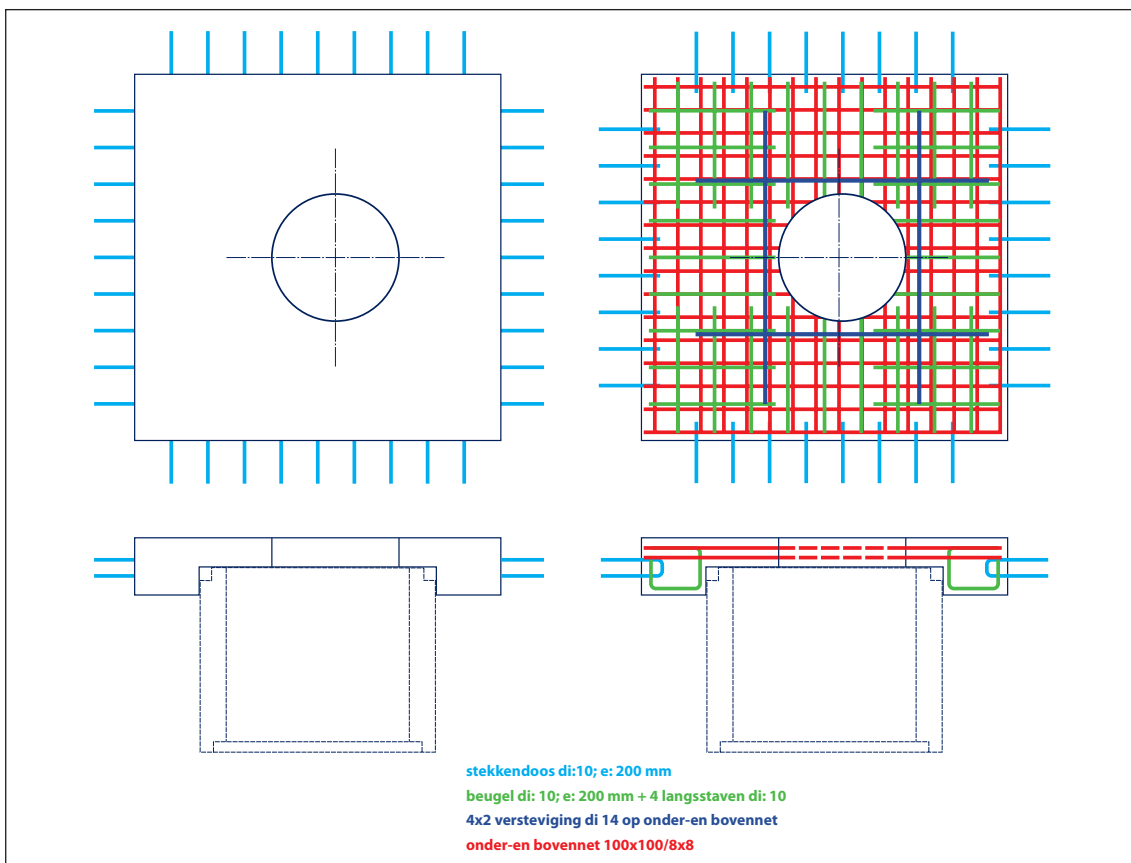 stekkendoos di:10; e: 200 mm
beugel di: 10; e: 200 mm + 4 langsstaven di: 10
4x2 versteviging di 14 op onder-en bovennet
onder-en bovennet 100x100/8x8